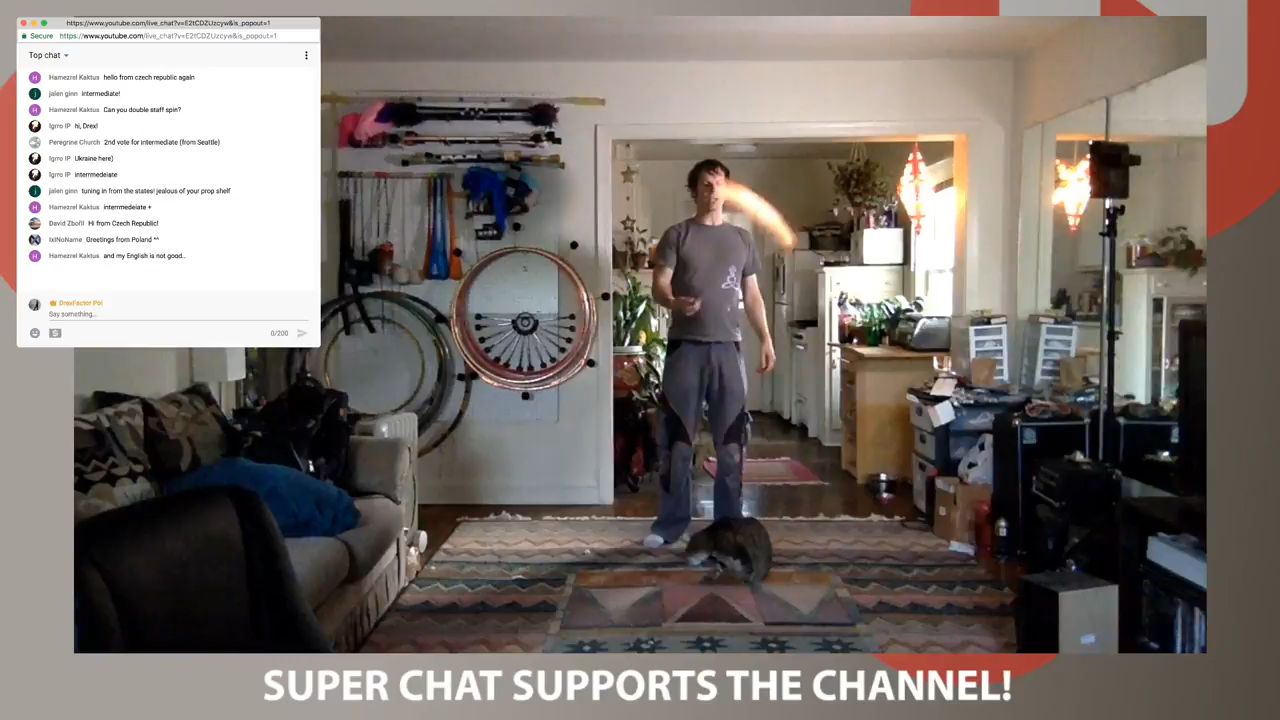 https://www.youtube.com/live_chat?v=E2tCDZUzcyw&is_popout=1
Secure https://www.youtube.com/live_chat?v=E2tCDZUzcyw&is_popout=1
Top chat
H Hamezrel Kaktus hello from czech republic again
j jalen ginn intermediate!
H Hamezrel Kaktus Can you double staff spin?
Igrro IP hi, Drex!
Peregrine Church 2nd vote for intermediate (from Seattle)
Igrro IP Ukraine here)
Igrro IP interrmedeiate
j jalen ginn tuning in from the states! jealous of your prop shelf
H Hamezrel Kaktus interrmedeiate +
David Zbořil Hi from Czech Republic!
IxINoName Greetings from Poland ^^
H Hamezrel Kaktus and my English is not good..
DrexFactor Poi
Say something...
0/200
SUPER CHAT SUPPORTS THE CHANNEL!